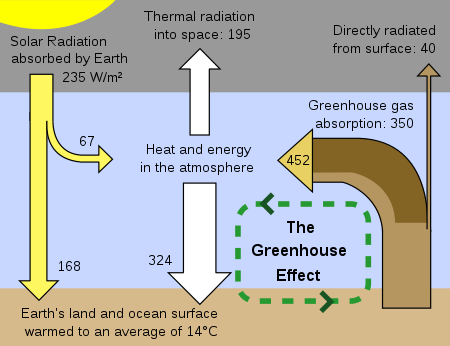 Thermal radiation
into space: 195
Directly radiated
from surface: 40
Solar Radiation
absorbed by Earth
235 W/m²
Greenhouse gas
absorption: 350
67
Heat and energy
in the atmosphere
452
The
Greenhouse
Effect
324
168
Earth's land and ocean surface
warmed to an average of 14°C